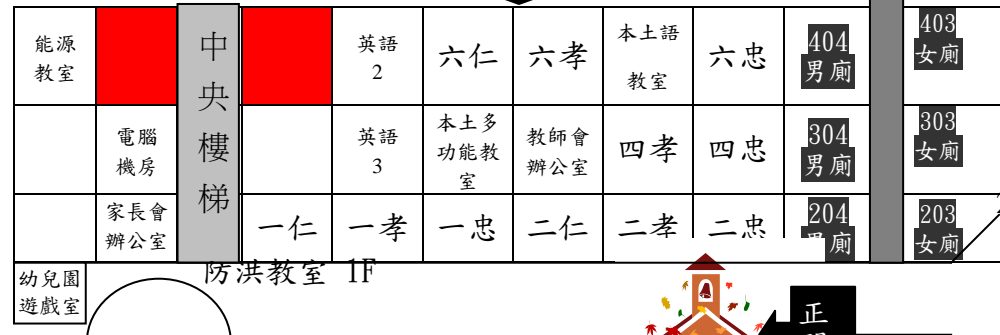 能源
教室
中央樓梯
英語
2
六仁
六孝
本土語
教室
六忠
404
男廁
403
女廁
電腦
機房
英語
3
本土多
功能教
室
教師會
辦公室
四孝
四忠
304
男廁
303
女廁
家長會
辦公室
一仁
一孝
一忠
二仁
二孝
二忠
204
男廁
203
女廁
幼兒園
遊戲室
防洪教室 1F
正